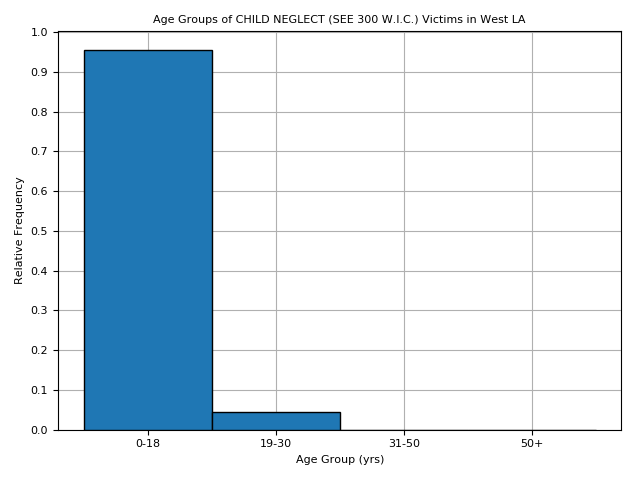 Age Groups of CHILD NEGLECT (SEE 300 W.I.C.) Victims in West LA
1.0
0.9
0.8
0.7
0.6
0.5
0.4
0.3
0.2
0.1
0.0
Relative Frequency
0-18 19-30 31-50 50+
Age Group (yrs)